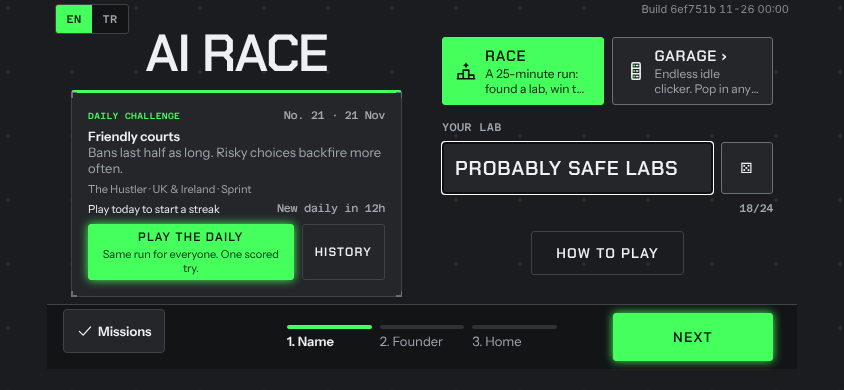 EN
TR
Build 6ef751b 11-26 00:00
AI RACE
DAILY CHALLENGE
No. 21 · 21 Nov
Friendly courts
Bans last half as long. Risky choices backfire more
often.
The Hustler · UK & Ireland · Sprint
Play today to start a streak
New daily in 12h
PLAY THE DAILY
Same run for everyone. One scored
try.
HISTORY
RACE
A 25-minute run:
found a lab, win t…
GARAGE ›
Endless idle
clicker. Pop in any…
YOUR LAB
PROBABLY SAFE LABS
18/24
HOW TO PLAY
Missions
1. Name
2. Founder
3. Home
NEXT